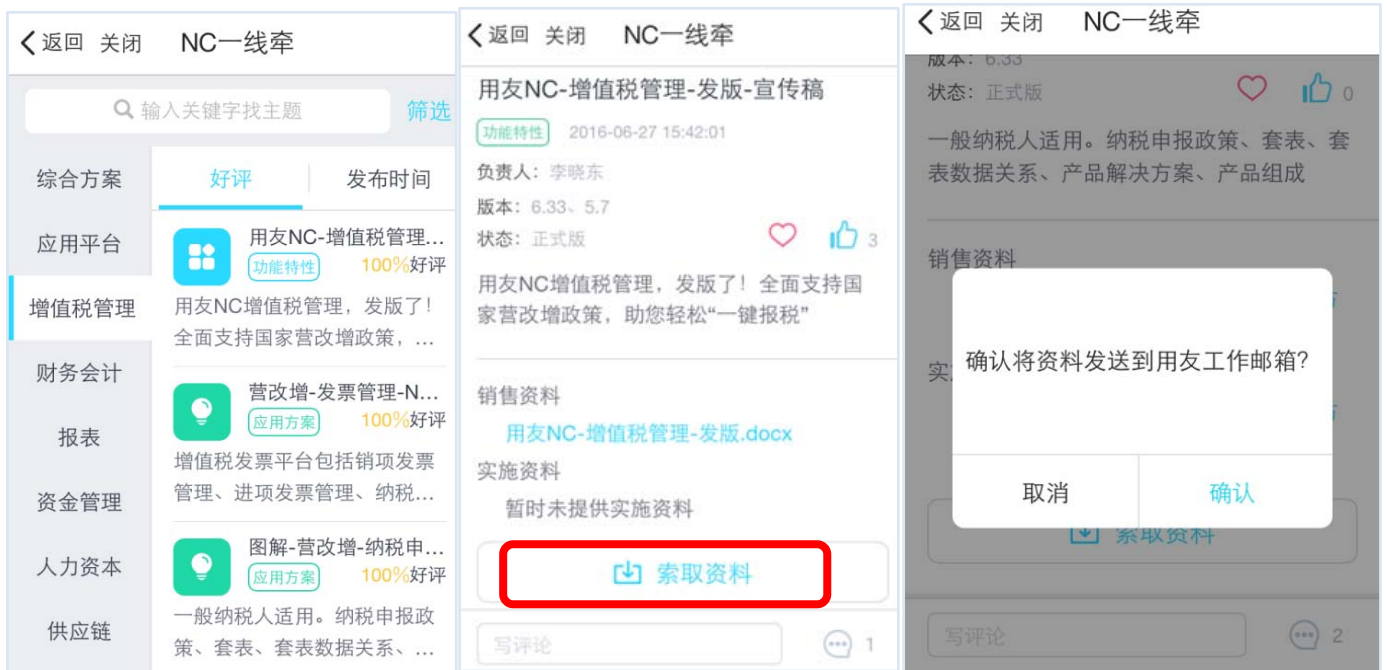 返回 关闭 NC一线牵
输入关键字找主题 筛选
综合方案
应用平台
增值税管理
财务会计
报表
资金管理
人力资本
供应链
好评 发布时间
用友NC-增值税管理...
功能特性 100%好评
用友NC增值税管理，发版了！
全面支持国家营改增政策，...
营改增-发票管理-N...
应用方案 100%好评
增值税发票平台包括销项发票
管理、进项发票管理、纳税...
图解-营改增-纳税申...
应用方案 100%好评
一般纳税人适用。纳税申报政
策、套表、套表数据关系、...
返回 关闭 NC一线牵
用友NC-增值税管理-发版-宣传稿
功能特性 2016-06-27 15:42:01
负责人：李晓东
版本：6.33、5.7
状态：正式版 3
用友NC增值税管理，发版了！全面支持国
家营改增政策，助您轻松“一键报税”
销售资料
用友NC-增值税管理-发版.docx
实施资料
暂时未提供实施资料
索取资料
写评论 1
返回 关闭 NC一线牵
版本：6.33
状态：正式版 0
一般纳税人适用。纳税申报政策、套表、套
表数据关系、产品解决方案、产品组成
销售资料
实
确认将资料发送到用友工作邮箱?
取消 确认
索取资料
写评论 2